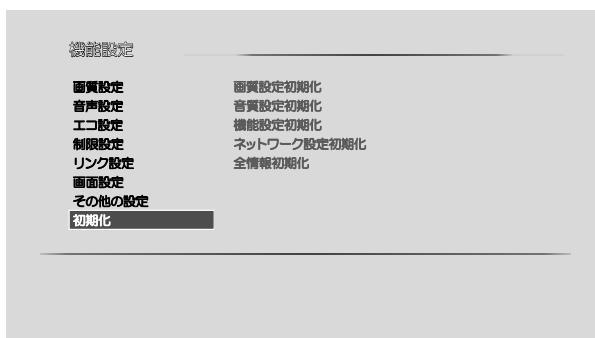 機能設定
画質設定
音声設定
エコ設定
制限設定
リンク設定
画面設定
その他の設定
初期化
画質設定初期化
音質設定初期化
機能設定初期化
ネットワーク設定初期化
全情報初期化